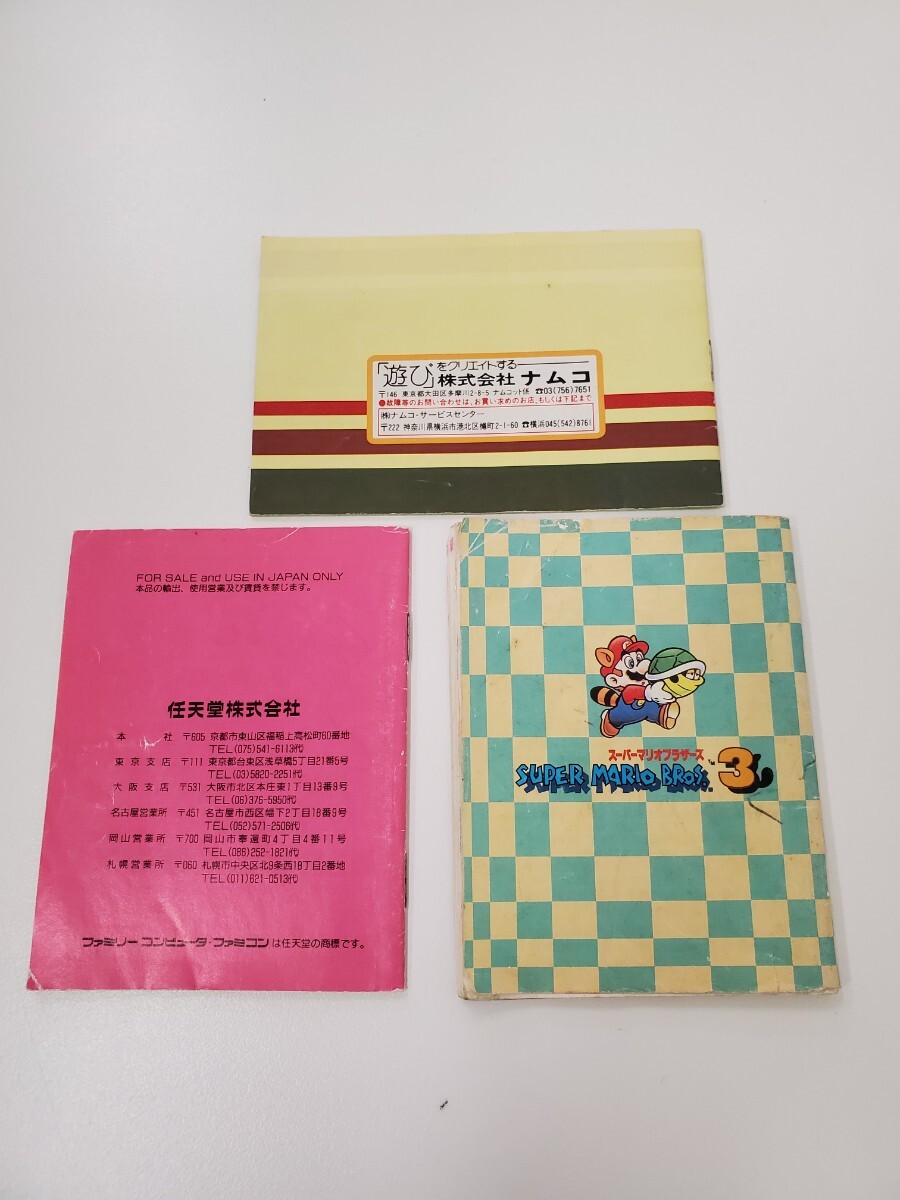 「遊び」をクリエイトする
株式会社 ナムコ
〒146 東京都大田区多摩川2-8-5 ナムコット係 ☎03(756)7651
●故障等のお問い合わせは、お買い求めのお店、もしくは下記まで
㈱ナムコ・サービスセンター
〒222 神奈川県横浜市港北区樽町2-1-60 ☎横浜045(542)8761
FOR SALE and USE IN JAPAN ONLY
本品の輸出、使用営業及び賃貸を禁じます。
任天堂株式会社
本 社 〒605 京都市東山区福稲上高松町60番地
TEL(075)541-6113代
東京支店 〒111 東京都台東区浅草橋5丁目21番5号
TEL(03)5820-2251代
大阪支店 〒531 大阪市北区本庄東1丁目13番9号
TEL(06)376-5950代
名古屋営業所 〒451 名古屋市西区幅下2丁目18番9号
TEL(052)571-2506代
岡山営業所 〒700 岡山市奉還町4丁目4番11号
TEL(086)252-1821代
札幌営業所 〒060 札幌市中央区北9条西18丁目2番地
TEL(011)621-0513代
ファミリーコンピュータ・ファミコンは任天堂の商標です。
スーパーマリオブラザーズ
SUPER MARIO BROS.™ 3